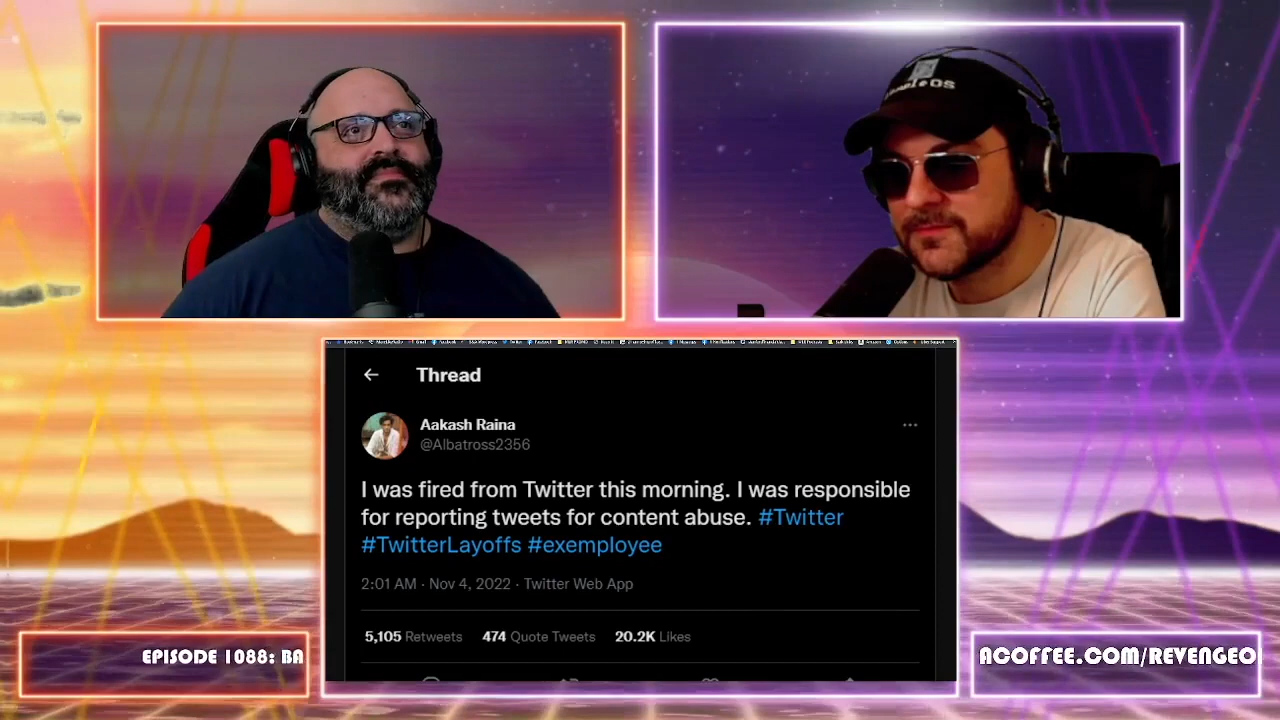 Thread
Aakash Raina
@Albatross2356
I was fired from Twitter this morning. I was responsible
for reporting tweets for content abuse. #Twitter
#TwitterLayoffs #exemployee
2:01 AM · Nov 4, 2022 · Twitter Web App
5,105 Retweets 474 Quote Tweets 20.2K Likes
EPISODE 1088: BA
ACOFFEE.COM/REVENGEO